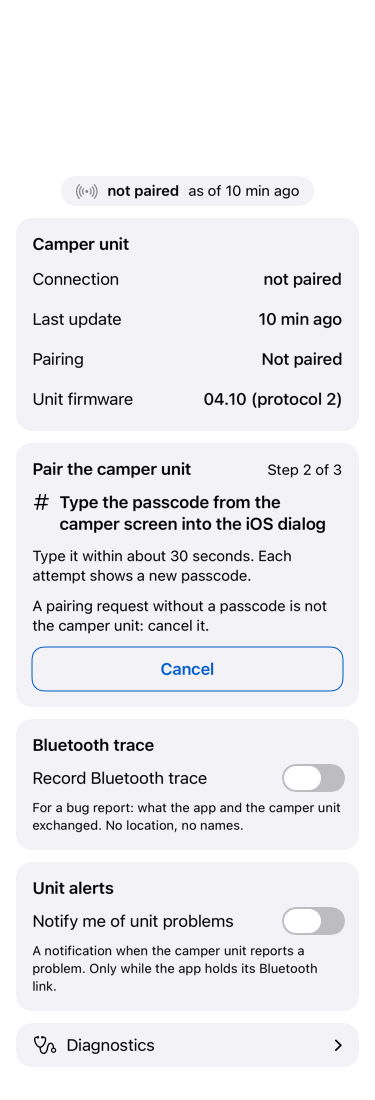 not paired as of 10 min ago
Camper unit
Connection not paired
Last update 10 min ago
Pairing Not paired
Unit firmware 04.10 (protocol 2)
Pair the camper unit Step 2 of 3
# Type the passcode from the
camper screen into the iOS dialog
Type it within about 30 seconds. Each
attempt shows a new passcode.
A pairing request without a passcode is not
the camper unit: cancel it.
Cancel
Bluetooth trace
Record Bluetooth trace
For a bug report: what the app and the camper unit
exchanged. No location, no names.
Unit alerts
Notify me of unit problems
A notification when the camper unit reports a
problem. Only while the app holds its Bluetooth
link.
Diagnostics